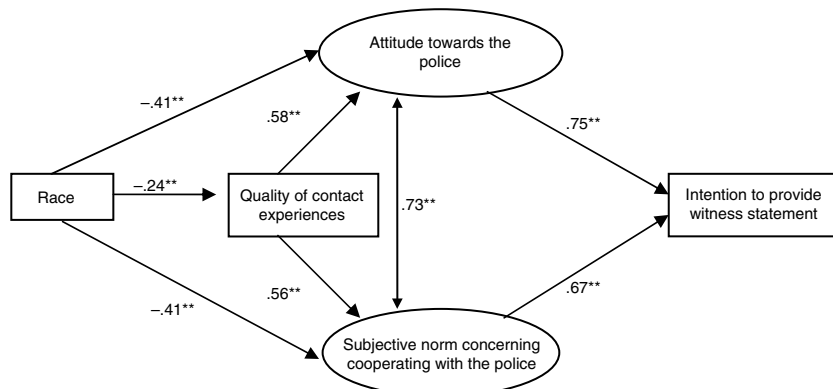 Attitude towards the
police
–.41**
.58**
.75**
Race
–.24**
Quality of contact
experiences
.73**
Intention to provide
witness statement
.56**
.67**
–.41**
Subjective norm concerning
cooperating with the police